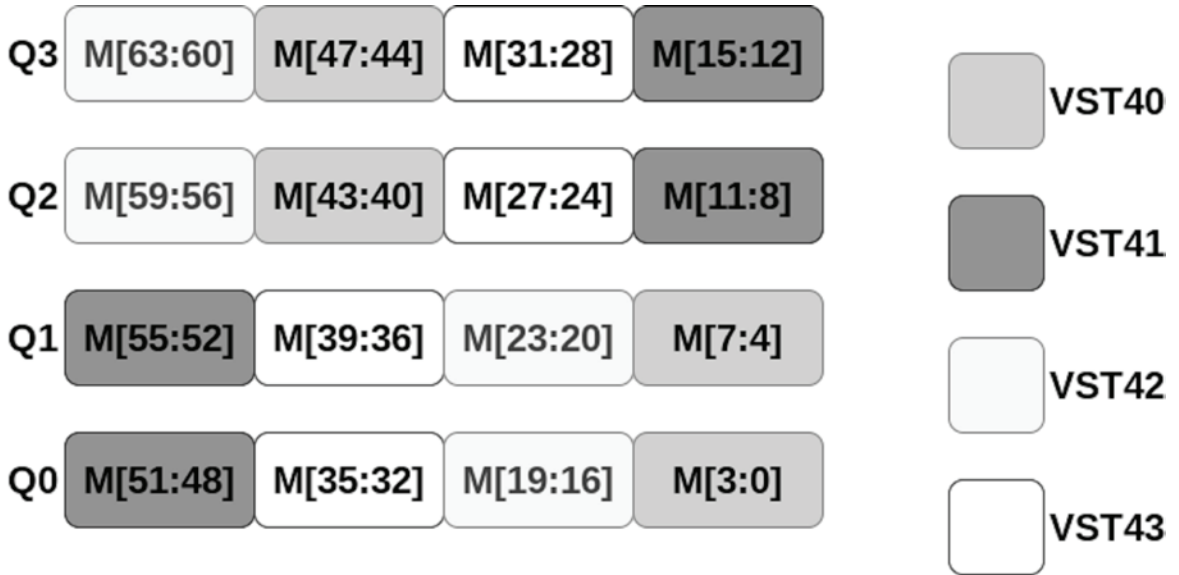 Q3 M[63:60] M[47:44] M[31:28] M[15:12]
VST40
Q2 M[59:56] M[43:40] M[27:24] M[11:8]
VST41
Q1 M[55:52] M[39:36] M[23:20] M[7:4]
VST42
Q0 M[51:48] M[35:32] M[19:16] M[3:0]
VST43